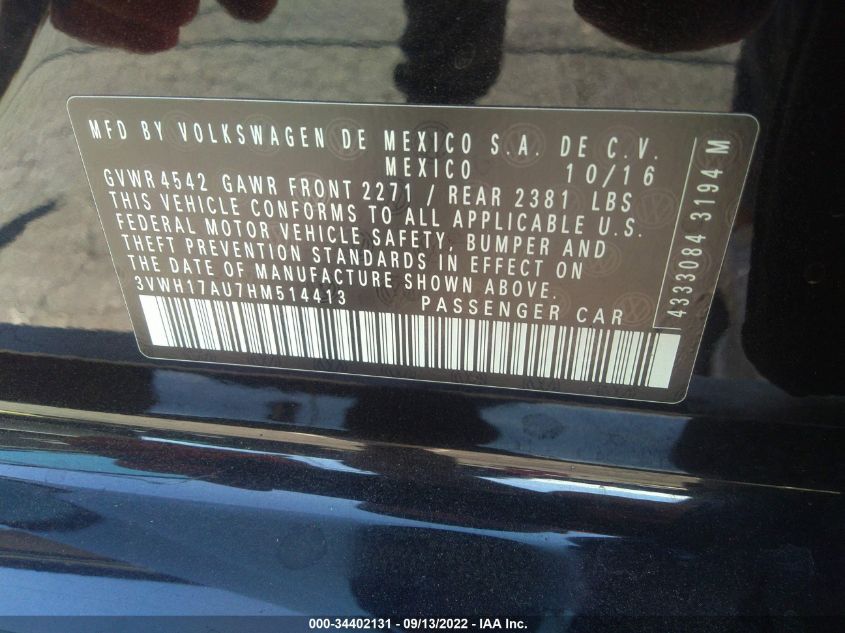 MFD BY VOLKSWAGEN DE MEXICO S.A. DE C.V.
MEXICO 10/16
GVWR 4542 GAWR FRONT 2271 / REAR 2381 LBS
THIS VEHICLE CONFORMS TO ALL APPLICABLE U.S.
FEDERAL MOTOR VEHICLE SAFETY, BUMPER AND
THEFT PREVENTION STANDARDS IN EFFECT ON
THE DATE OF MANUFACTURE SHOWN ABOVE.
3VWH17AU7HM514413 PASSENGER CAR
4333084 3194 M
000-34402131 - 09/13/2022 - IAA Inc.